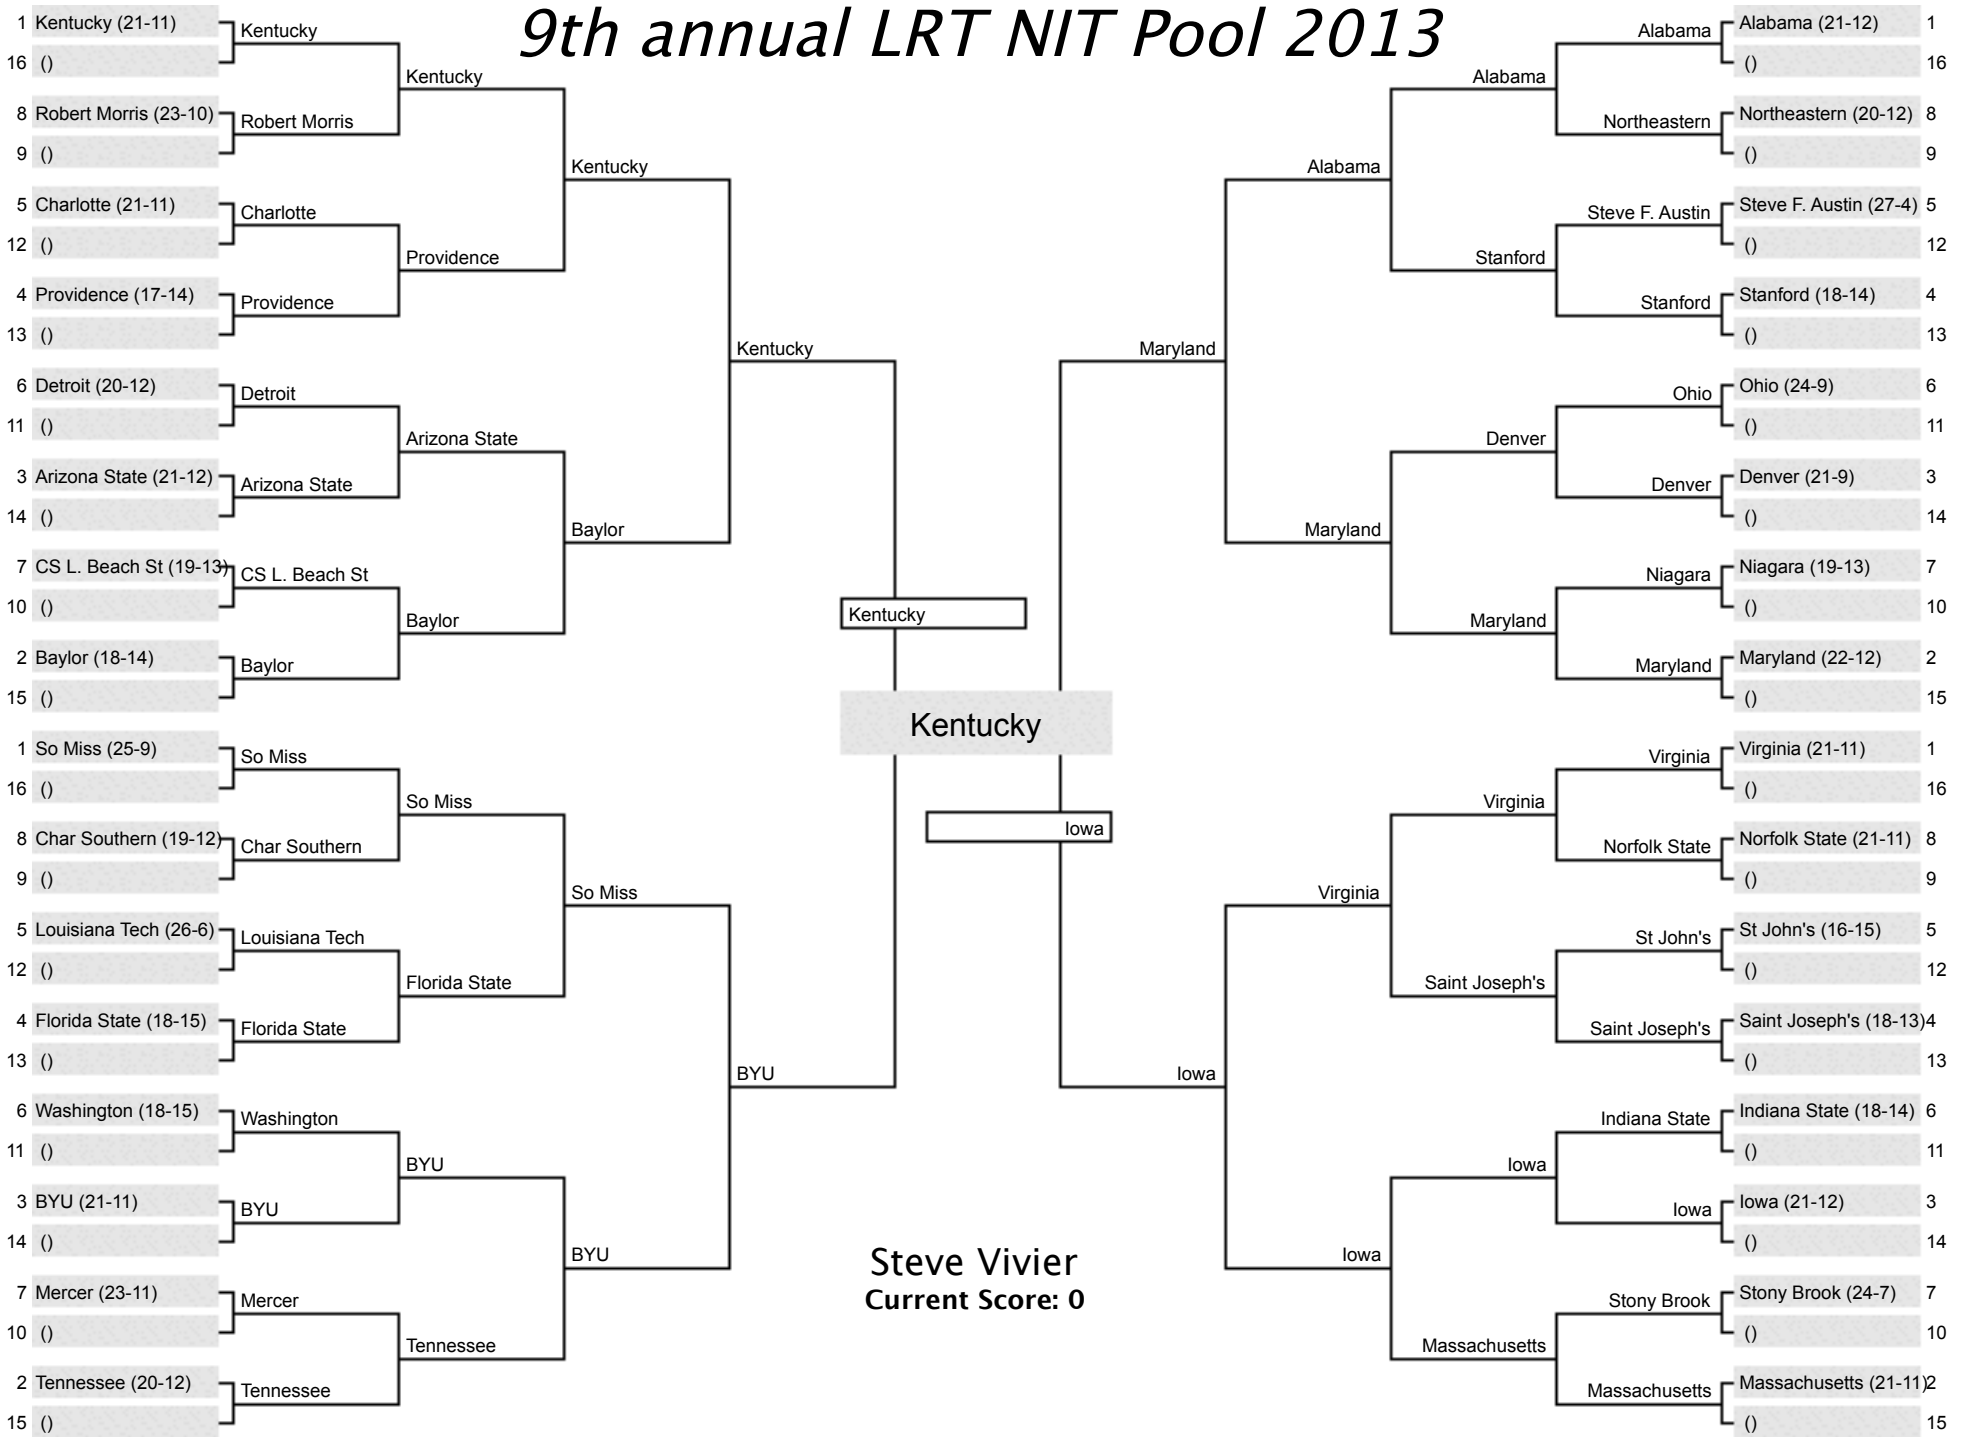 9th annual LRT NIT Pool 2013
1 Kentucky (21-11)
16 ()
8 Robert Morris (23-10)
9 ()
5 Charlotte (21-11)
12 ()
4 Providence (17-14)
13 ()
6 Detroit (20-12)
11 ()
3 Arizona State (21-12)
14 ()
7 CS L. Beach St (19-13)
10 ()
2 Baylor (18-14)
15 ()
1 So Miss (25-9)
16 ()
8 Char Southern (19-12)
9 ()
5 Louisiana Tech (26-6)
12 ()
4 Florida State (18-15)
13 ()
6 Washington (18-15)
11 ()
3 BYU (21-11)
14 ()
7 Mercer (23-11)
10 ()
2 Tennessee (20-12)
15 ()
Kentucky
Robert Morris
Charlotte
Providence
Detroit
Arizona State
CS L. Beach St
Baylor
So Miss
Char Southern
Louisiana Tech
Florida State
Washington
BYU
Mercer
Tennessee
Kentucky
Providence
Arizona State
Baylor
So Miss
Florida State
BYU
Tennessee
Kentucky
Baylor
So Miss
BYU
Kentucky
BYU
Kentucky
Kentucky
Iowa
Steve Vivier
Current Score: 0
Maryland
Iowa
Alabama
Maryland
Virginia
Iowa
Alabama
Stanford
Denver
Maryland
Virginia
Saint Joseph's
Iowa
Massachusetts
Alabama
Northeastern
Steve F. Austin
Stanford
Ohio
Denver
Niagara
Maryland
Virginia
Norfolk State
St John's
Saint Joseph's
Indiana State
Iowa
Stony Brook
Massachusetts
Alabama (21-12) 1
() 16
Northeastern (20-12) 8
() 9
Steve F. Austin (27-4) 5
() 12
Stanford (18-14) 4
() 13
Ohio (24-9) 6
() 11
Denver (21-9) 3
() 14
Niagara (19-13) 7
() 10
Maryland (22-12) 2
() 15
Virginia (21-11) 1
() 16
Norfolk State (21-11) 8
() 9
St John's (16-15) 5
() 12
Saint Joseph's (18-13) 4
() 13
Indiana State (18-14) 6
() 11
Iowa (21-12) 3
() 14
Stony Brook (24-7) 7
() 10
Massachusetts (21-11) 2
() 15